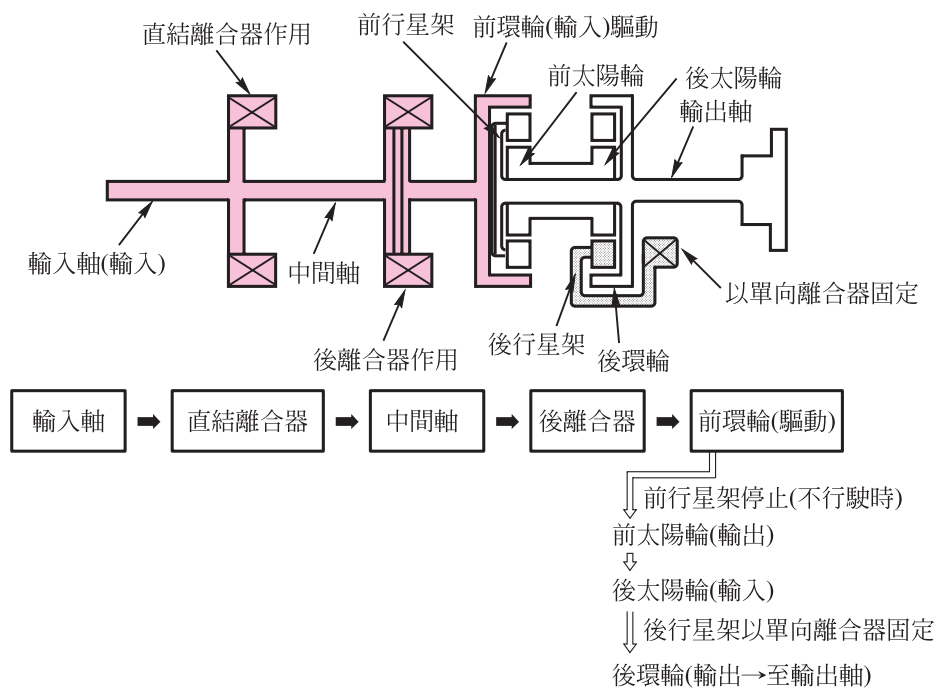 直結離合器作用
前行星架
前環輪(輸入)驅動
前太陽輪
後太陽輪
輸出軸
輸入軸(輸入)
中間軸
後離合器作用
後行星架
後環輪
以單向離合器固定
輸入軸
直結離合器
中間軸
後離合器
前環輪(驅動)
前行星架停止(不行駛時)
前太陽輪(輸出)
後太陽輪(輸入)
後行星架以單向離合器固定
後環輪(輸出→至輸出軸)